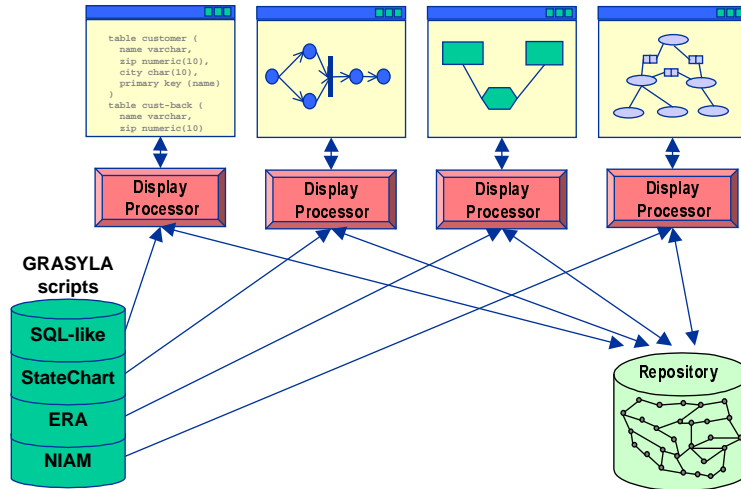 table customer (
name varchar,
zip numeric(10),
city char(10),
primary key (name)
)
table cust-back (
name varchar,
zip numeric(10)
Display
Processor
Display
Processor
Display
Processor
Display
Processor
GRASYLA
scripts
SQL-like
StateChart
ERA
NIAM
Repository